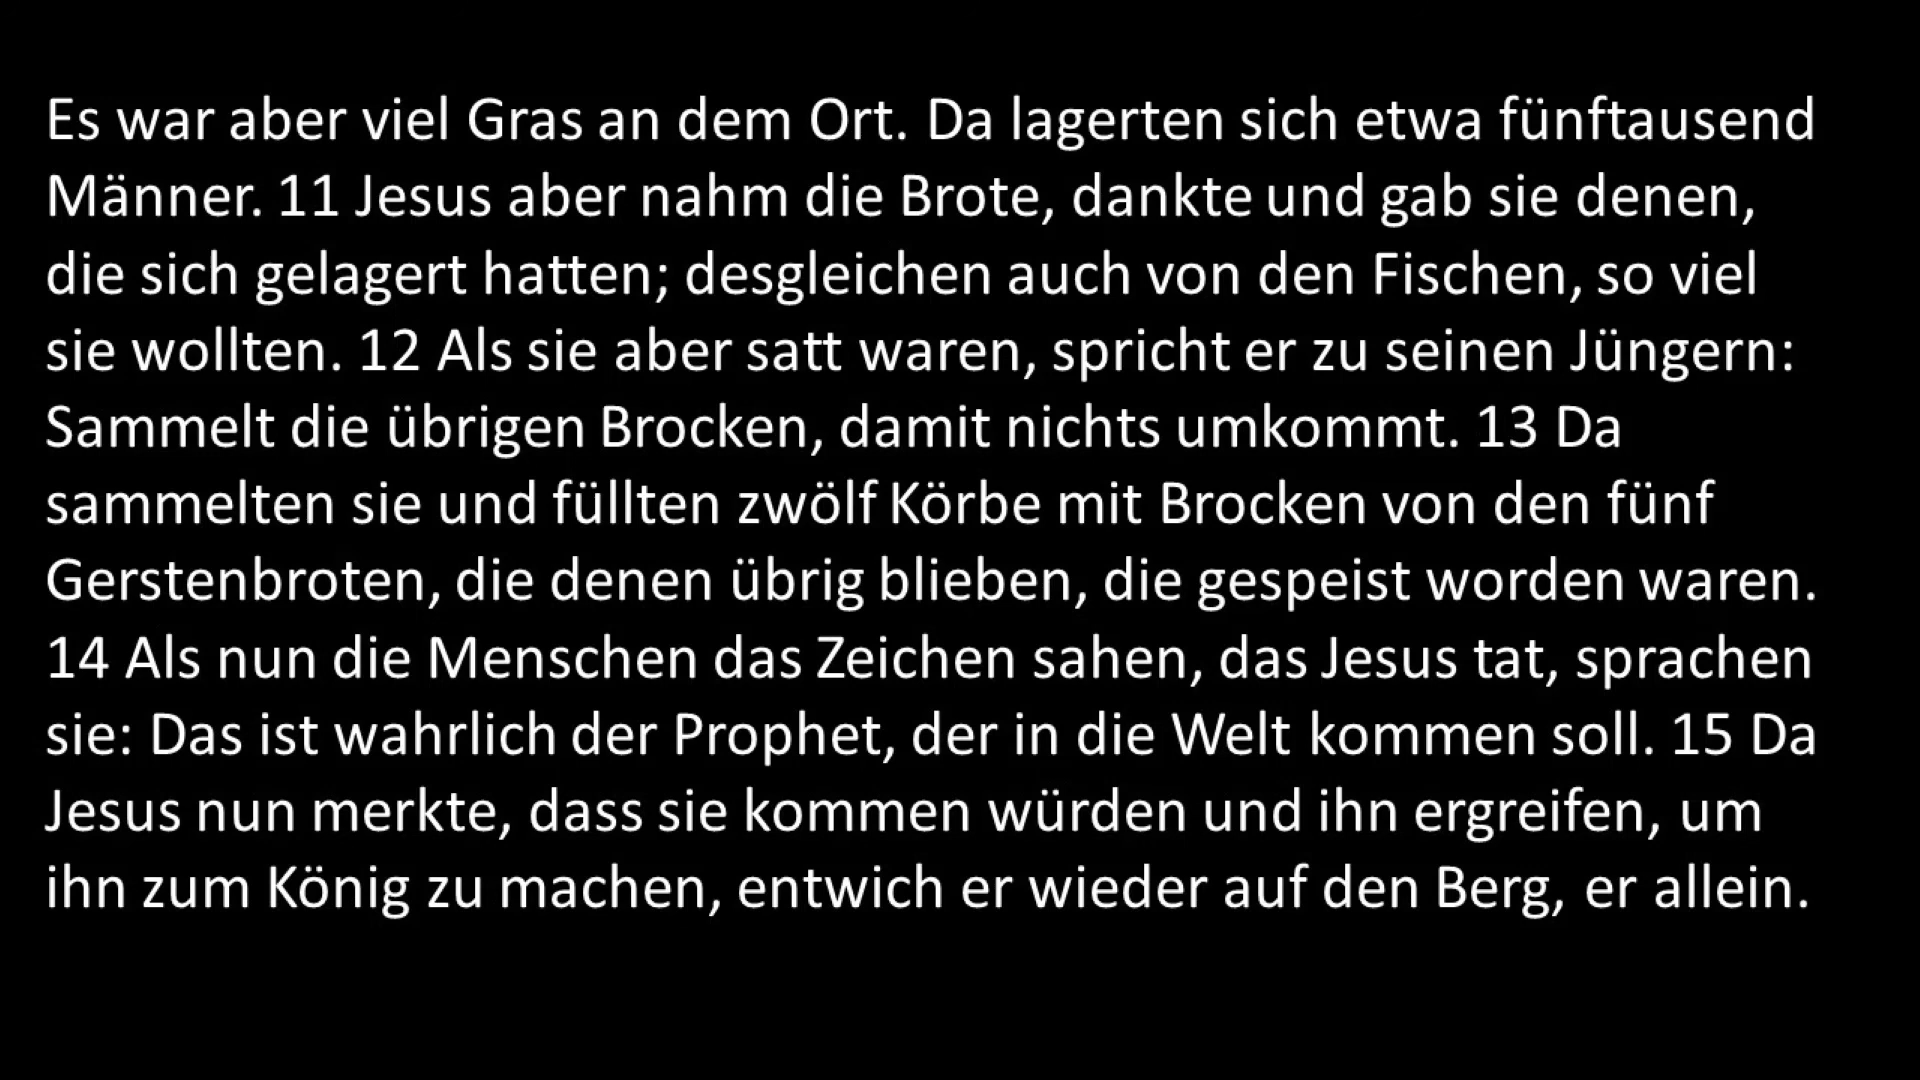 Es war aber viel Gras an dem Ort. Da lagerten sich etwa fünftausend
Männer. 11 Jesus aber nahm die Brote, dankte und gab sie denen,
die sich gelagert hatten; desgleichen auch von den Fischen, so viel
sie wollten. 12 Als sie aber satt waren, spricht er zu seinen Jüngern:
Sammelt die übrigen Brocken, damit nichts umkommt. 13 Da
sammelten sie und füllten zwölf Körbe mit Brocken von den fünf
Gerstenbroten, die denen übrig blieben, die gespeist worden waren.
14 Als nun die Menschen das Zeichen sahen, das Jesus tat, sprachen
sie: Das ist wahrlich der Prophet, der in die Welt kommen soll. 15 Da
Jesus nun merkte, dass sie kommen würden und ihn ergreifen, um
ihn zum König zu machen, entwich er wieder auf den Berg, er allein.